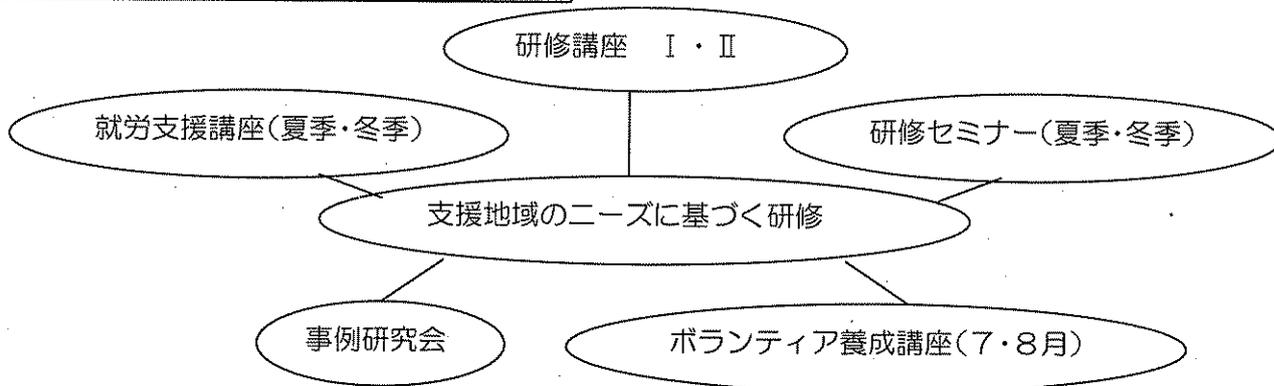 研修講座　Ⅰ・Ⅱ
就労支援講座(夏季・冬季)
研修セミナー(夏季・冬季)
支援地域のニーズに基づく研修
事例研究会
ボランティア養成講座(7・8月)